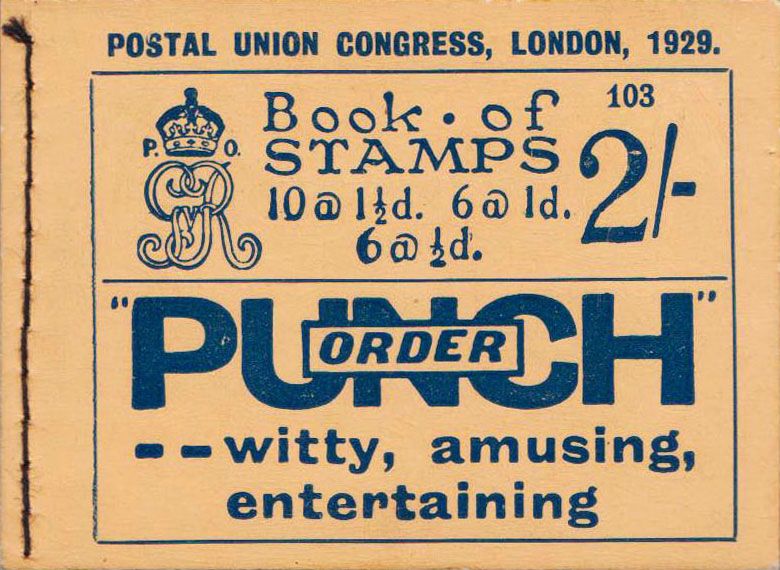 POSTAL UNION CONGRESS, LONDON, 1929.
103
P. O.
GRV
Book · of
STAMPS
2/-
10 @ 1½d. 6 @ 1d.
6 @ ½d.
"PUNCH"
ORDER
--witty, amusing,
entertaining